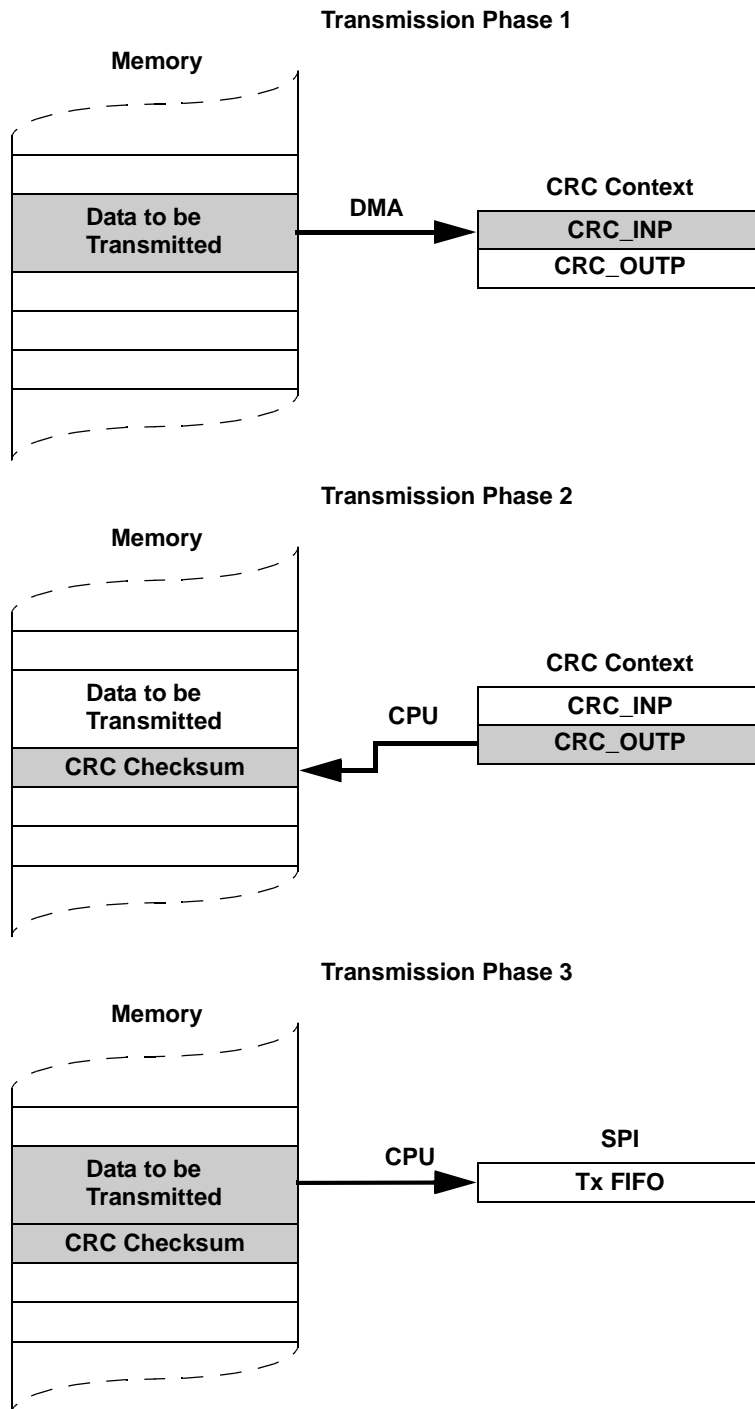 Transmission Phase 1
Memory
CRC Context
Data to be
Transmitted
DMA
CRC_INP
CRC_OUTP
Transmission Phase 2
Memory
CRC Context
Data to be
Transmitted
CPU
CRC_INP
CRC_OUTP
CRC Checksum
Transmission Phase 3
Memory
SPI
Data to be
Transmitted
CPU
Tx FIFO
CRC Checksum